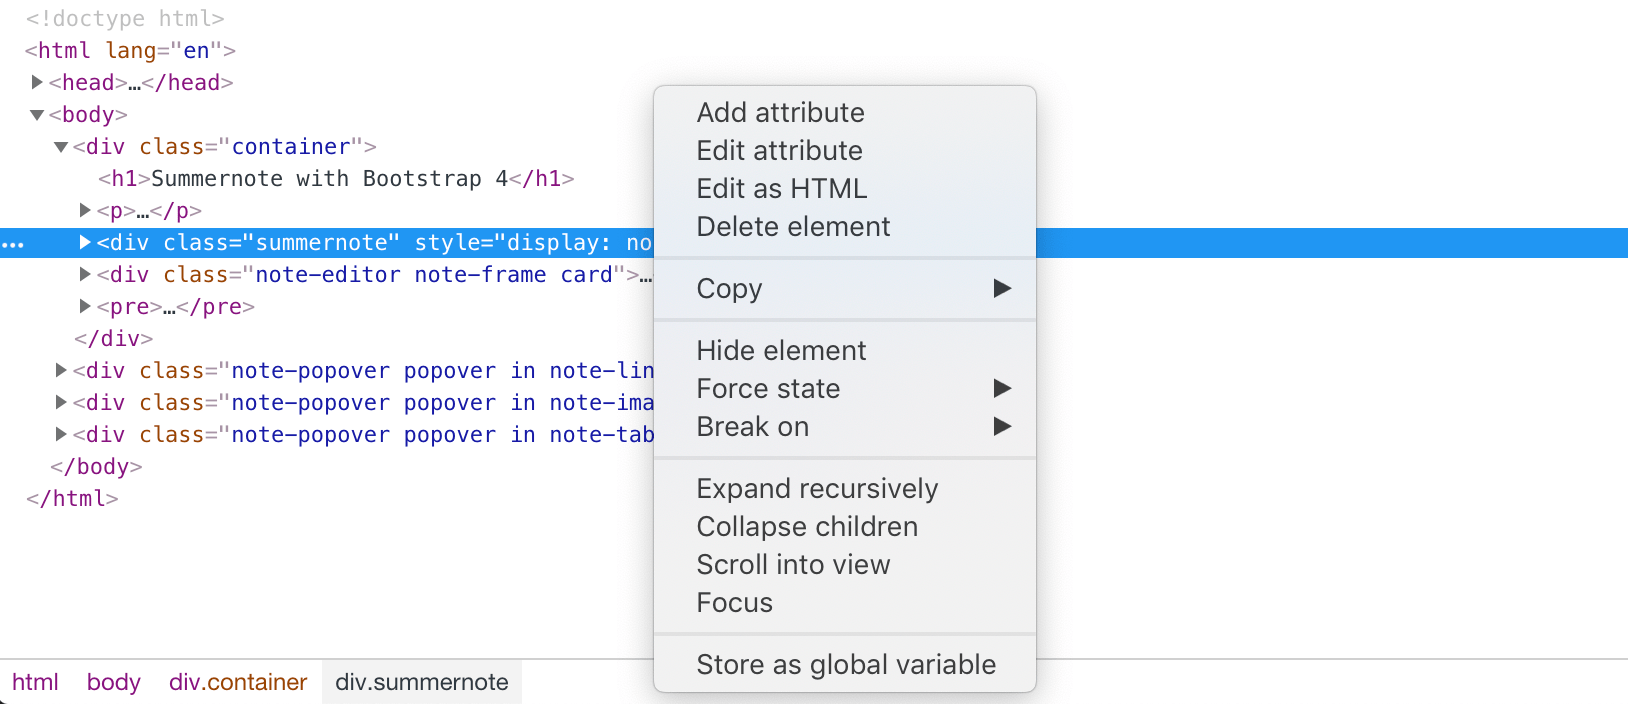 <!doctype html>
<html lang="en">
<head>…</head>
<body>
<div class="container">
<h1>Summernote with Bootstrap 4</h1>
<p>…</p>
<div class="summernote" style="display: no
<div class="note-editor note-frame card">…
<pre>…</pre>
</div>
<div class="note-popover popover in note-lin
<div class="note-popover popover in note-ima
<div class="note-popover popover in note-tab
</body>
</html>
Add attribute
Edit attribute
Edit as HTML
Delete element
Copy
Hide element
Force state
Break on
Expand recursively
Collapse children
Scroll into view
Focus
Store as global variable
html body div.container div.summernote